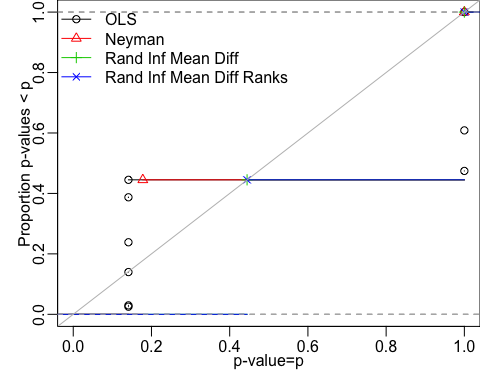 OLS
Neyman
Rand Inf Mean Diff
Rand Inf Mean Diff Ranks
Proportion p-values < p
1.0
0.8
0.6
0.4
0.2
0.0
0.0 0.2 0.4 0.6 0.8 1.0
p-value=p